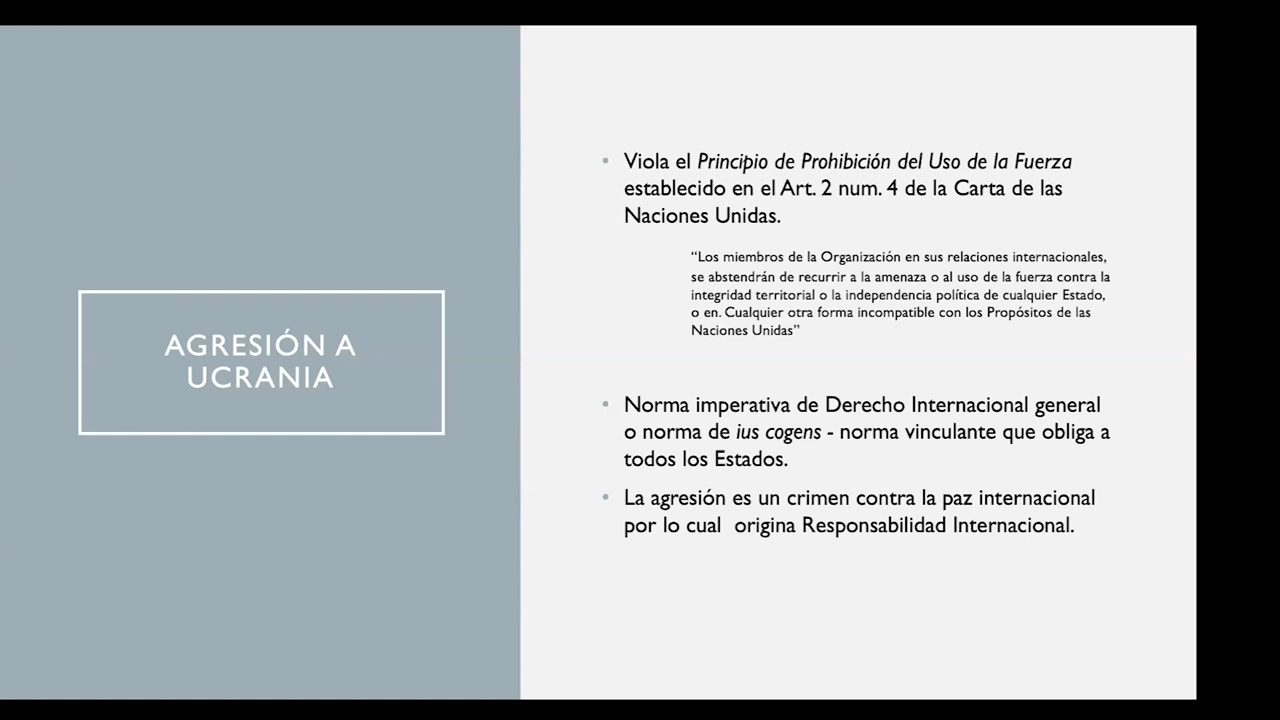 AGRESIÓN A
UCRANIA
• Viola el Principio de Prohibición del Uso de la Fuerza
establecido en el Art. 2 num. 4 de la Carta de las
Naciones Unidas.
“Los miembros de la Organización en sus relaciones internacionales,
se abstendrán de recurrir a la amenaza o al uso de la fuerza contra la
integridad territorial o la independencia política de cualquier Estado,
o en. Cualquier otra forma incompatible con los Propósitos de las
Naciones Unidas”
• Norma imperativa de Derecho Internacional general
o norma de ius cogens - norma vinculante que obliga a
todos los Estados.
• La agresión es un crimen contra la paz internacional
por lo cual origina Responsabilidad Internacional.